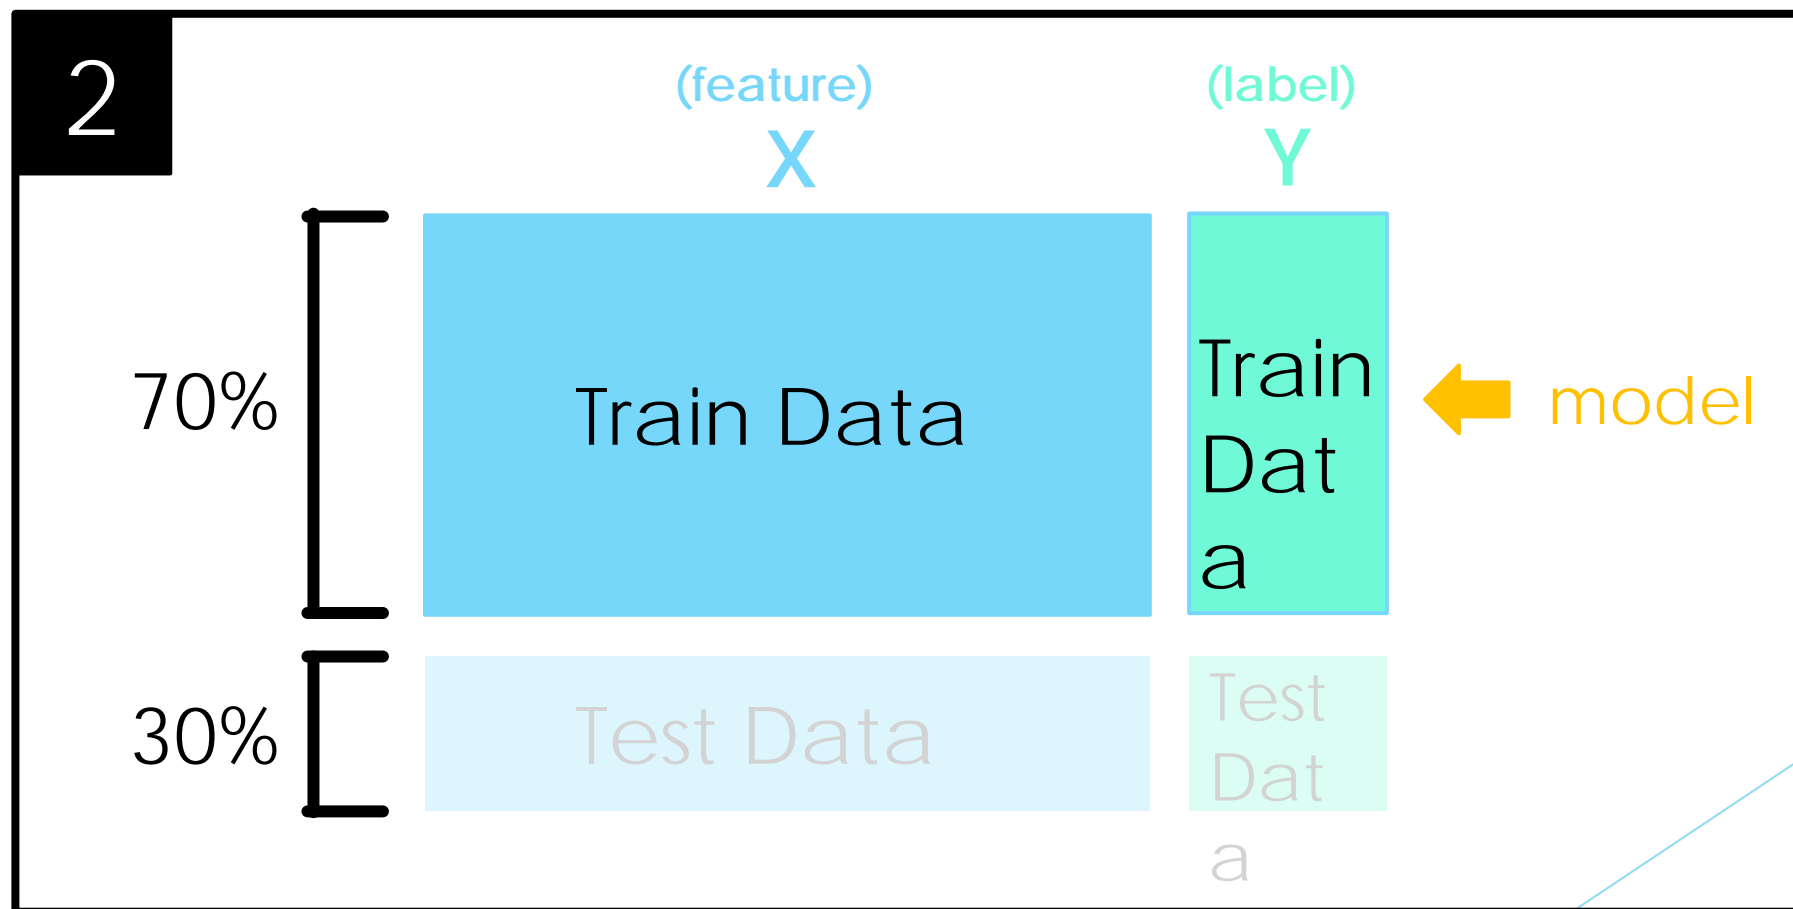 2
(feature)
X
(label)
Y
70%
Train Data
Train
Dat
a
model
30%
Test Data
Test
Dat
a